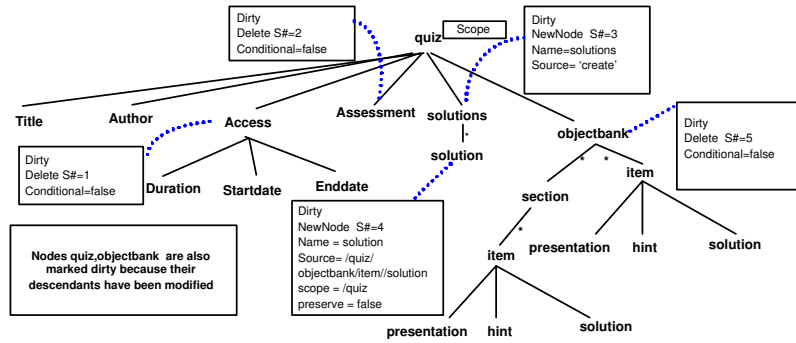 Dirty
Delete S#=2
Conditional=false
quiz
Scope
Dirty
NewNode S#=3
Name=solutions
Source= ‘create’
Title
Author
Access
Assessment
solutions
objectbank
Dirty
Delete S#=5
Conditional=false
*
solution
Dirty
Delete S#=1
Conditional=false
Duration
Startdate
Enddate
* *
section
item
Dirty
NewNode S#=4
Name = solution
Source= /quiz/
objectbank/item//solution
scope = /quiz
preserve = false
Nodes quiz,objectbank are also
marked dirty because their
descendants have been modified
*
item
presentation
hint
solution
presentation
hint
solution